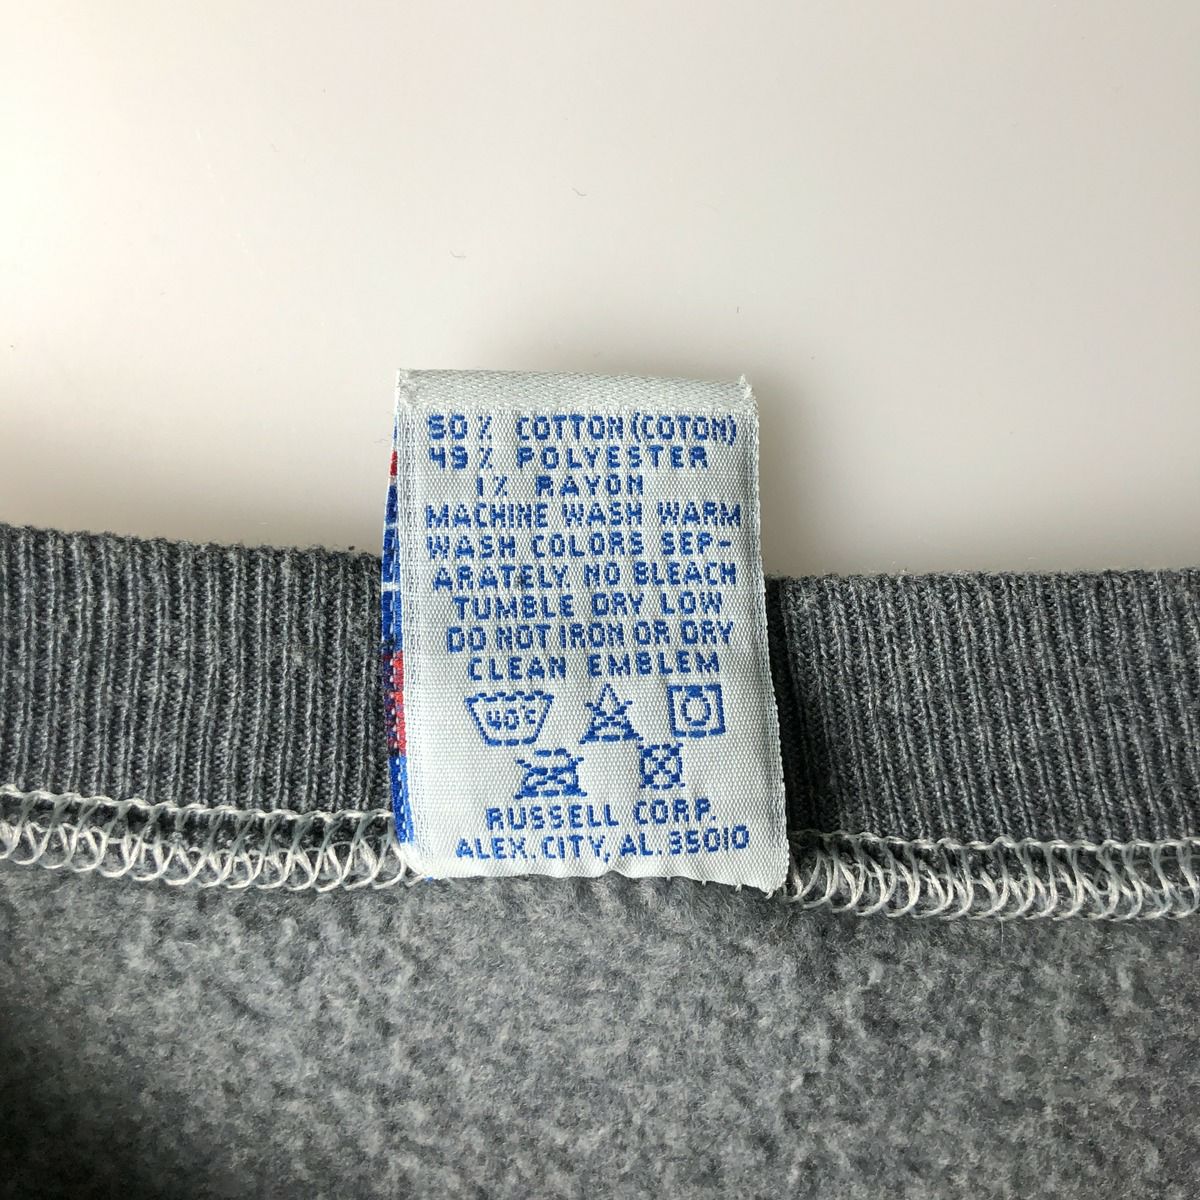 50% COTTON (COTON)
49% POLYESTER
1% RAYON
MACHINE WASH WARM
WASH COLORS SEP-
ARATELY. NO BLEACH
TUMBLE DRY LOW
DO NOT IRON OR DRY
CLEAN EMBLEM
40°C
RUSSELL CORP.
ALEX. CITY, AL. 35010